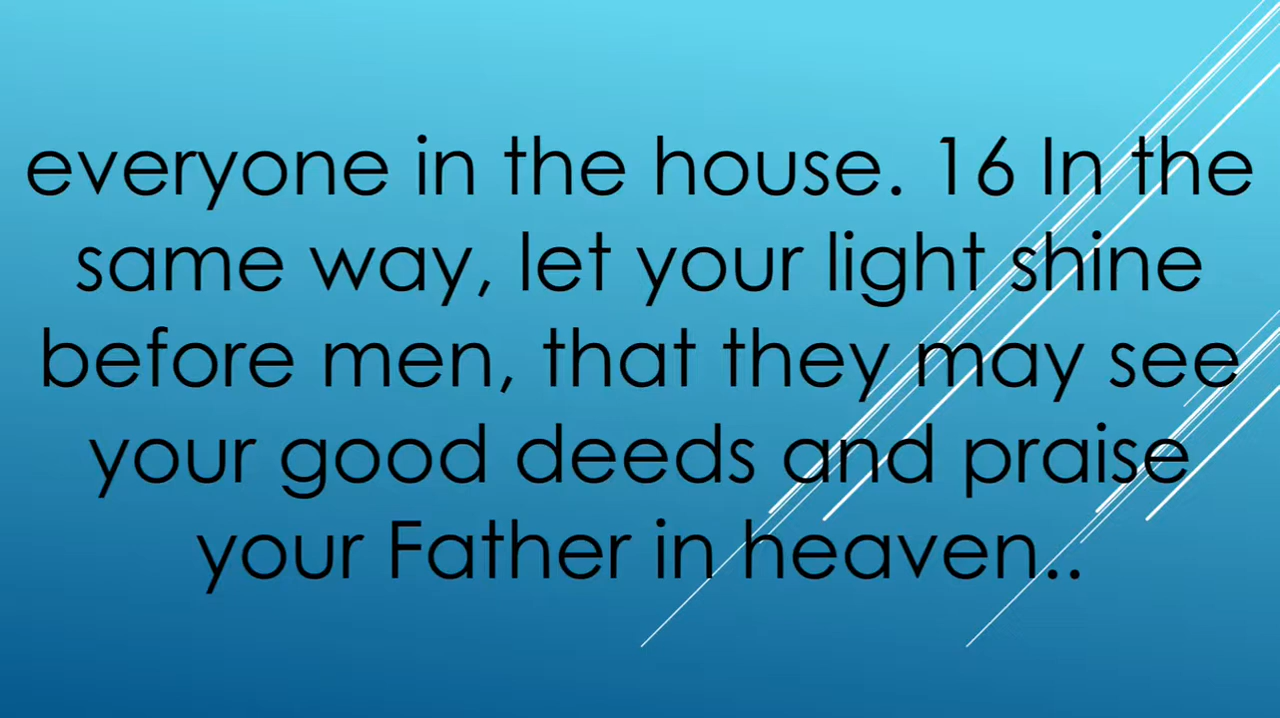 everyone in the house. 16 In the
same way, let your light shine
before men, that they may see
your good deeds and praise
your Father in heaven..